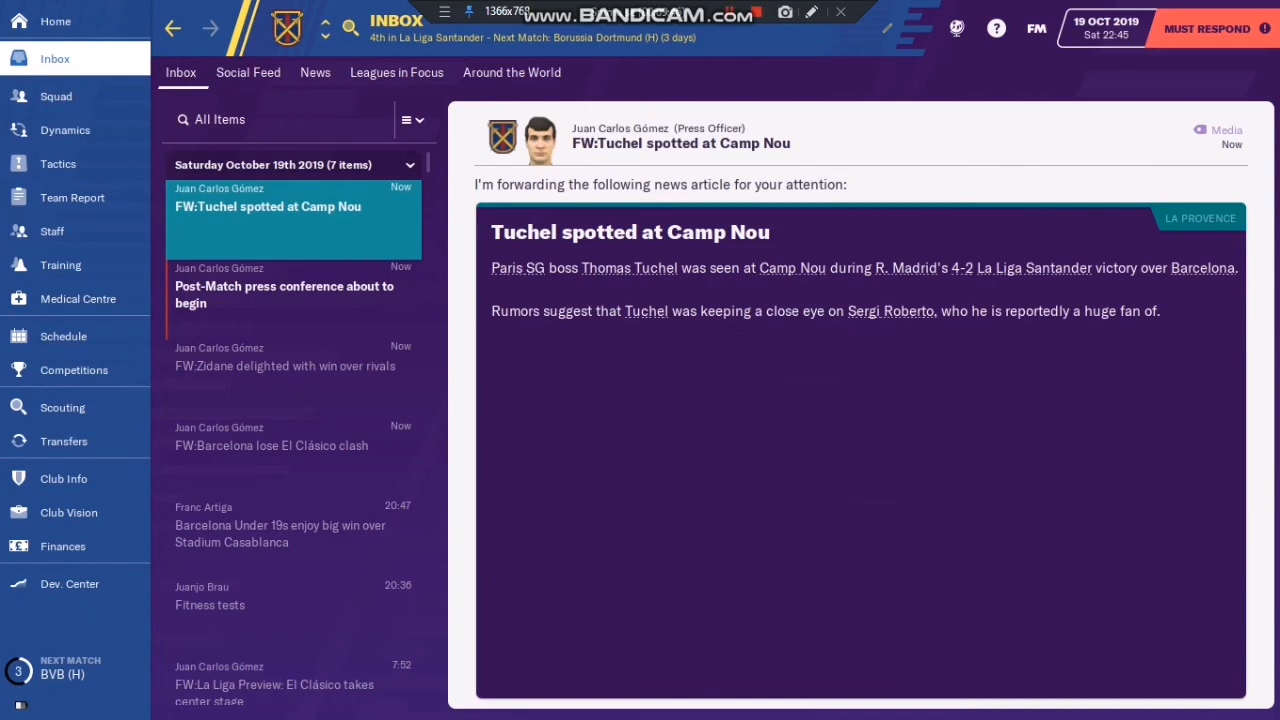 Home
Inbox
Squad
Dynamics
Tactics
Team Report
Staff
Training
Medical Centre
Schedule
Competitions
Scouting
Transfers
Club Info
Club Vision
Finances
Dev. Center
3
NEXT MATCH
BVB (H)
1366x768
www.BANDICAM.com
INBOX
4th in La Liga Santander - Next Match: Borussia Dortmund (H) (3 days)
?
FM
19 OCT 2019
Sat 22:45
MUST RESPOND
Inbox Social Feed News Leagues in Focus Around the World
All Items
Saturday October 19th 2019 (7 items)
Juan Carlos Gómez Now
FW:Tuchel spotted at Camp Nou
Juan Carlos Gómez Now
Post-Match press conference about to
begin
Juan Carlos Gómez Now
FW:Zidane delighted with win over rivals
Juan Carlos Gómez Now
FW:Barcelona lose El Clásico clash
Franc Artiga 20:47
Barcelona Under 19s enjoy big win over
Stadium Casablanca
Juanjo Brau 20:36
Fitness tests
Juan Carlos Gómez 7:52
FW:La Liga Preview: El Clásico takes
center stage
Juan Carlos Gómez (Press Officer)
FW:Tuchel spotted at Camp Nou
Media
Now
I'm forwarding the following news article for your attention:
LA PROVENCE
Tuchel spotted at Camp Nou
Paris SG boss Thomas Tuchel was seen at Camp Nou during R. Madrid's 4-2 La Liga Santander victory over Barcelona.
Rumors suggest that Tuchel was keeping a close eye on Sergi Roberto, who he is reportedly a huge fan of.